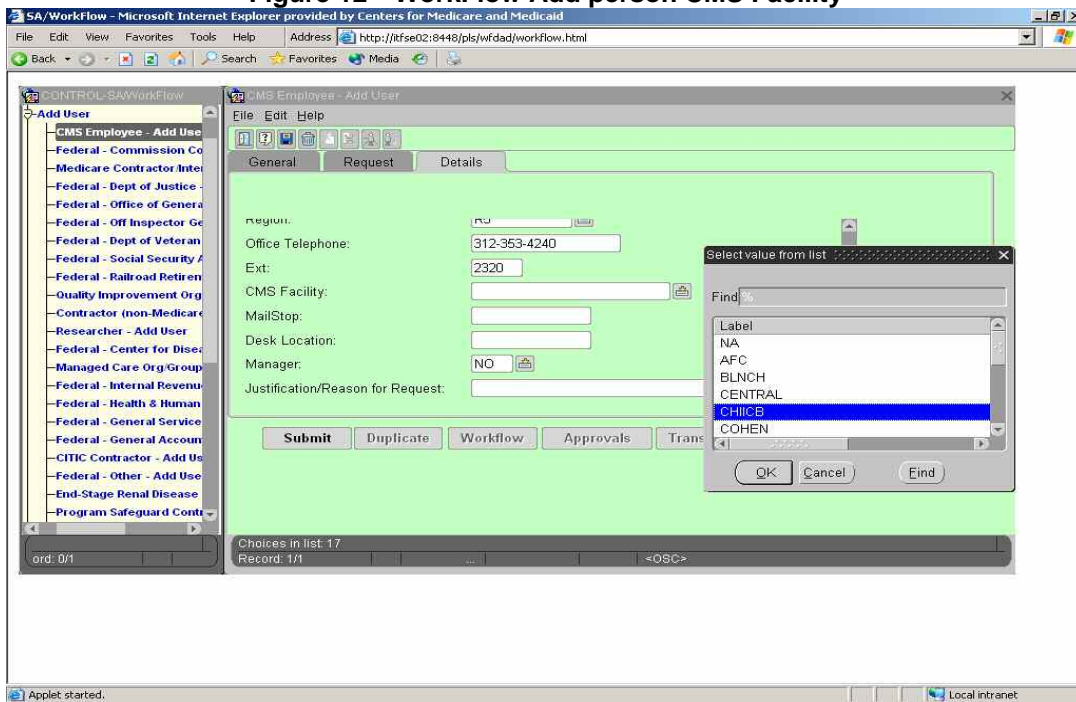 Figure 12 - WorkFlow Add person CMS Facility
SA/WorkFlow - Microsoft Internet Explorer provided by Centers for Medicare and Medicaid
File Edit View Favorites Tools Help Address http://itfse02:8448/pls/wfdad/workflow.html
Back Search Favorites Media
CONTROL-SA/WorkFlow
Add User
CMS Employee - Add Use
Federal - Commission Co
Medicare Contractor/Inter
Federal - Dept of Justice -
Federal - Office of Genera
Federal - Off Inspector Ge
Federal - Dept of Veteran
Federal - Social Security A
Federal - Railroad Retiren
Quality Improvement Org
Contractor (non-Medicare
Researcher - Add User
Federal - Center for Disea
Managed Care Org/Group
Federal - Internal Revenu
Federal - Health & Human
Federal - General Service
Federal - General Accoun
CITIC Contractor - Add Us
Federal - Other - Add Use
End-Stage Renal Disease
Program Safeguard Contr
ord: 0/1
CMS Employee - Add User
File Edit Help
General Request Details
Region:
Office Telephone: 312-353-4240
Ext: 2320
CMS Facility:
MailStop:
Desk Location:
Manager: NO
Justification/Reason for Request:
Submit Duplicate Workflow Approvals Trans
Select value from list
Find %
Label
NA
AFC
BLNCH
CENTRAL
CHIICB
COHEN
OK Cancel Find
Choices in list: 17
Record: 1/1 ... <OSC>
Applet started. Local intranet